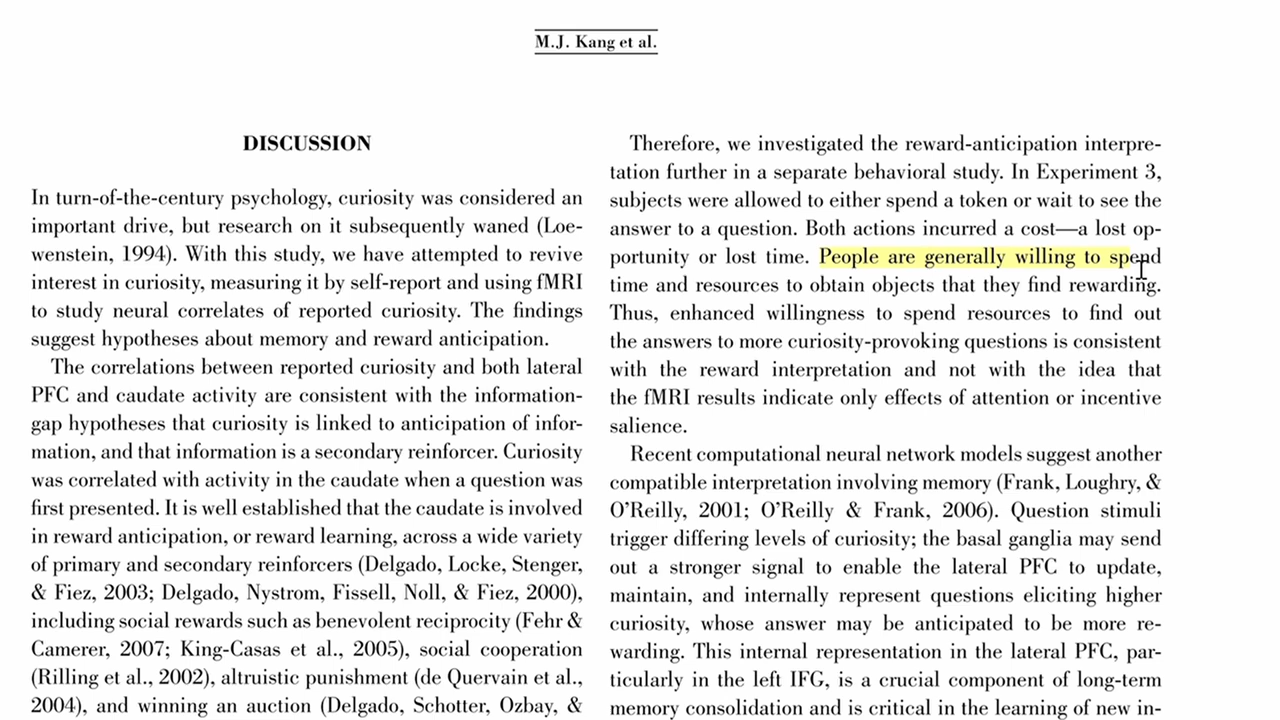 M.J. Kang et al.
DISCUSSION
In turn-of-the-century psychology, curiosity was considered an
important drive, but research on it subsequently waned (Loe-
wenstein, 1994). With this study, we have attempted to revive
interest in curiosity, measuring it by self-report and using fMRI
to study neural correlates of reported curiosity. The findings
suggest hypotheses about memory and reward anticipation.
The correlations between reported curiosity and both lateral
PFC and caudate activity are consistent with the information-
gap hypotheses that curiosity is linked to anticipation of infor-
mation, and that information is a secondary reinforcer. Curiosity
was correlated with activity in the caudate when a question was
first presented. It is well established that the caudate is involved
in reward anticipation, or reward learning, across a wide variety
of primary and secondary reinforcers (Delgado, Locke, Stenger,
& Fiez, 2003; Delgado, Nystrom, Fissell, Noll, & Fiez, 2000),
including social rewards such as benevolent reciprocity (Fehr &
Camerer, 2007; King-Casas et al., 2005), social cooperation
(Rilling et al., 2002), altruistic punishment (de Quervain et al.,
2004), and winning an auction (Delgado, Schotter, Ozbay, &
Therefore, we investigated the reward-anticipation interpre-
tation further in a separate behavioral study. In Experiment 3,
subjects were allowed to either spend a token or wait to see the
answer to a question. Both actions incurred a cost—a lost op-
portunity or lost time. People are generally willing to spend
time and resources to obtain objects that they find rewarding.
Thus, enhanced willingness to spend resources to find out
the answers to more curiosity-provoking questions is consistent
with the reward interpretation and not with the idea that
the fMRI results indicate only effects of attention or incentive
salience.
Recent computational neural network models suggest another
compatible interpretation involving memory (Frank, Loughry, &
O'Reilly, 2001; O'Reilly & Frank, 2006). Question stimuli
trigger differing levels of curiosity; the basal ganglia may send
out a stronger signal to enable the lateral PFC to update,
maintain, and internally represent questions eliciting higher
curiosity, whose answer may be anticipated to be more re-
warding. This internal representation in the lateral PFC, par-
ticularly in the left IFG, is a crucial component of long-term
memory consolidation and is critical in the learning of new in-